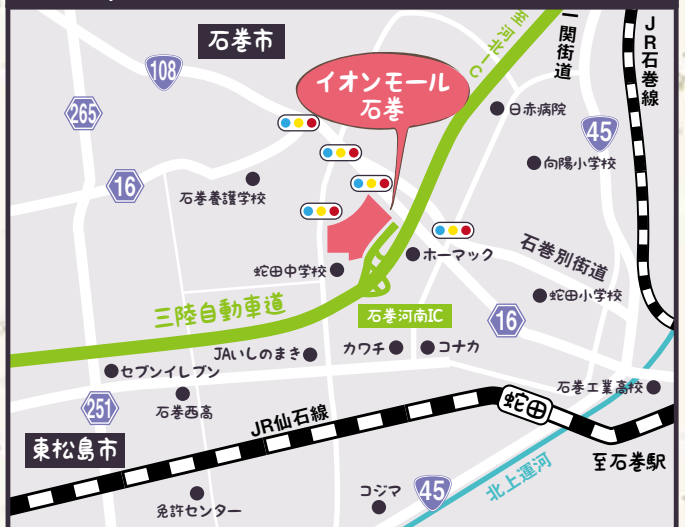 石巻市
至河北IC
一関街道
JR石巻線
108
イオンモール
石巻
265
日赤病院
45
向陽小学校
16
石巻養護学校
石巻別街道
ホーマック
蛇田中学校
蛇田小学校
三陸自動車道
石巻河南IC
16
JAいしのまき
カワチ
コナカ
セブンイレブン
石巻工業高校
251
石巻西高
蛇田
JR仙石線
東松島市
至石巻駅
北上運河
コジマ
45
免許センター